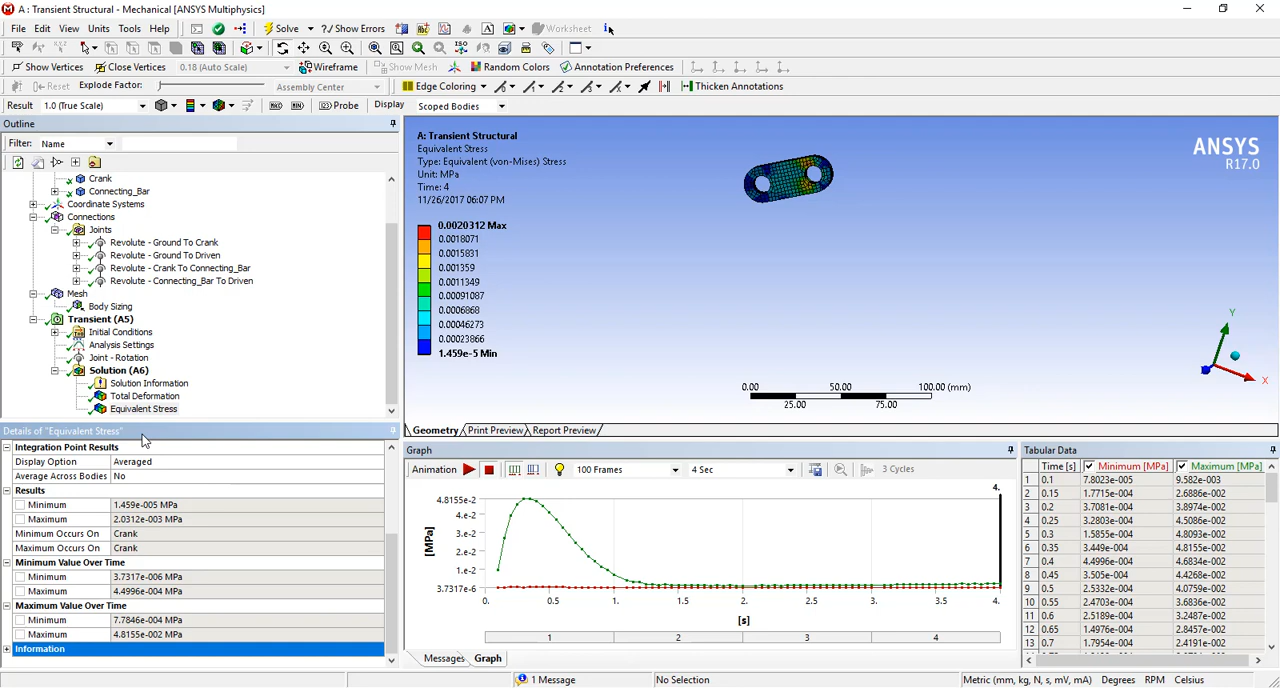 A : Transient Structural - Mechanical [ANSYS Multiphysics]
File Edit View Units Tools Help Solve ?/ Show Errors Worksheet
Show Vertices Close Vertices 0.18 (Auto Scale) Wireframe Show Mesh Random Colors Annotation Preferences
Reset Explode Factor: Assembly Center Edge Coloring Thicken Annotations
Result 1.0 (True Scale) Probe Display Scoped Bodies
Outline
Filter: Name
Crank
Connecting_Bar
Coordinate Systems
Connections
Joints
Revolute - Ground To Crank
Revolute - Ground To Driven
Revolute - Crank To Connecting_Bar
Revolute - Connecting_Bar To Driven
Mesh
Body Sizing
Transient (A5)
Initial Conditions
Analysis Settings
Joint - Rotation
Solution (A6)
Solution Information
Total Deformation
Equivalent Stress
Details of "Equivalent Stress"
Integration Point Results
Display Option Averaged
Average Across Bodies No
Results
Minimum 1.459e-005 MPa
Maximum 2.0312e-003 MPa
Minimum Occurs On Crank
Maximum Occurs On Crank
Minimum Value Over Time
Minimum 3.7317e-006 MPa
Maximum 4.4996e-004 MPa
Maximum Value Over Time
Minimum 7.7846e-004 MPa
Maximum 4.8155e-002 MPa
Information
A: Transient Structural
Equivalent Stress
Type: Equivalent (von-Mises) Stress
Unit: MPa
Time: 4
11/26/2017 06:07 PM
0.0020312 Max
0.0018071
0.0015831
0.001359
0.0011349
0.00091087
0.0006868
0.00046273
0.00023866
1.459e-5 Min
ANSYS
R17.0
Y
X
0.00 50.00 100.00 (mm)
25.00 75.00
Geometry Print Preview Report Preview
Graph
Animation 100 Frames 4 Sec 3 Cycles
4.
4.8155e-2
4.e-2
3.e-2
2.e-2
1.e-2
3.7317e-6
[MPa]
0. 0.5 1. 1.5 2. 2.5 3. 3.5 4.
[s]
1 2 3 4
Messages Graph
Tabular Data
Time [s] Minimum [MPa] Maximum [MPa]
1 0.1 7.8023e-005 9.582e-003
2 0.15 1.7715e-004 2.6886e-002
3 0.2 3.7081e-004 3.8974e-002
4 0.25 3.2803e-004 4.5086e-002
5 0.3 1.5855e-004 4.8093e-002
6 0.35 3.449e-004 4.8155e-002
7 0.4 4.4996e-004 4.6834e-002
8 0.45 3.505e-004 4.4268e-002
9 0.5 2.5332e-004 4.0759e-002
10 0.55 2.4703e-004 3.6836e-002
11 0.6 2.5189e-004 3.2487e-002
12 0.65 1.4976e-004 2.8457e-002
13 0.7 1.7954e-004 2.4191e-002
1 Message No Selection Metric (mm, kg, N, s, mV, mA) Degrees RPM Celsius